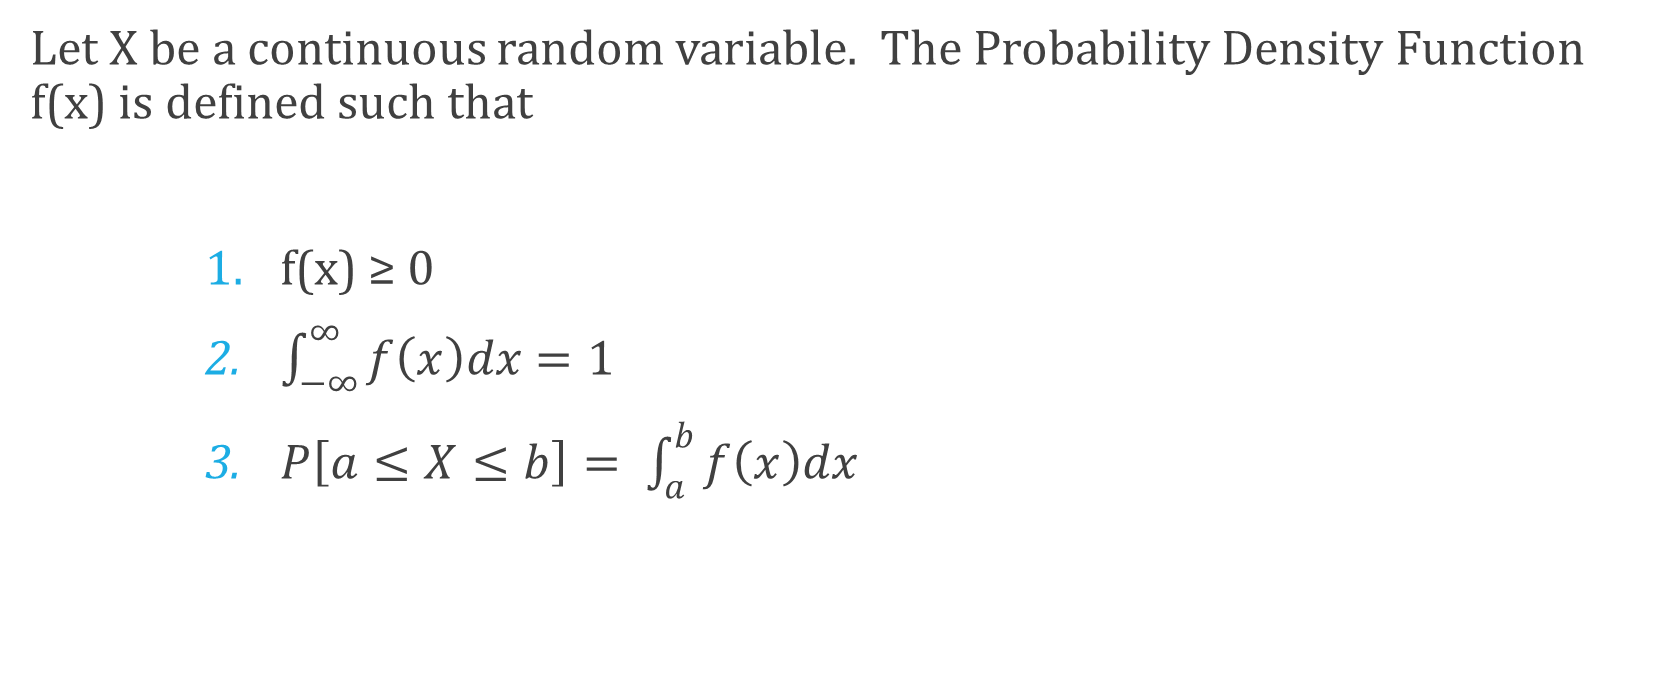 Let X be a continuous random variable.  The Probability Density Function
f(x) is defined such that
1. f(x) ≥ 0
2. ∫_{−∞}^{∞} f(x)dx = 1
3. P[a ≤ X ≤ b] = ∫_{a}^{b} f(x)dx